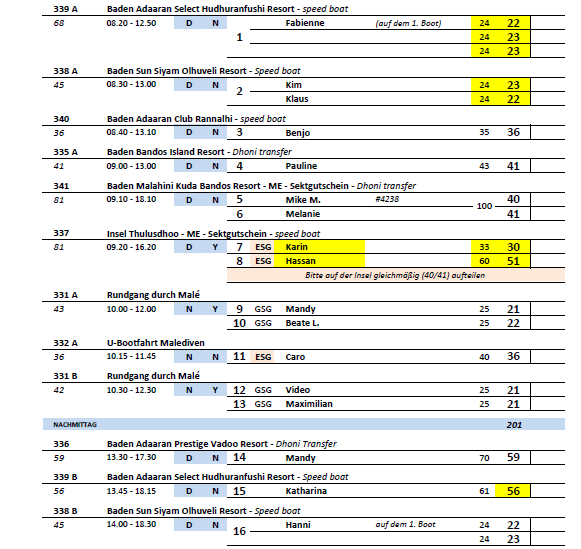 339 A Baden Adaaran Select Hudhuranfushi Resort - speed boat
68 08.20 - 12.50 D N 1 Fabienne (auf dem 1. Boot) 24 22
24 23
24 23
338 A Baden Sun Siyam Olhuveli Resort - Speed boat
45 08.30 - 13.00 D N 2 Kim 24 23
Klaus 24 22
340 Baden Adaaran Club Rannalhi - speed boat
36 08.40 - 13.10 D N 3 Benjo 35 36
335 A Baden Bandos Island Resort - Dhoni transfer
41 09.00 - 13.00 D N 4 Pauline 43 41
341 Baden Malahini Kuda Bandos Resort - ME - Sektgutschein - Dhoni transfer
81 09.10 - 18.10 D N 5 Mike M. #4238 100 40
6 Melanie 41
337 Insel Thulusdhoo - ME - Sektgutschein - speed boat
81 09.20 - 16.20 D Y 7 ESG Karin 33 30
8 ESG Hassan 60 51
Bitte auf der Insel gleichmäßig (40/41) aufteilen
331 A Rundgang durch Malé
43 10.00 - 12.00 N Y 9 GSG Mandy 25 21
10 GSG Beate L. 25 22
332 A U-Bootfahrt Malediven
36 10.15 - 11.45 N N 11 ESG Caro 40 36
331 B Rundgang durch Malé
42 10.30 - 12.30 N Y 12 GSG Video 25 21
13 GSG Maximilian 25 21
NACHMITTAG 201
336 Baden Adaaran Prestige Vadoo Resort - Dhoni Transfer
59 13.30 - 17.30 D N 14 Mandy 70 59
339 B Baden Adaaran Select Hudhuranfushi Resort - Speed boat
56 13.45 - 18.15 D N 15 Katharina 61 56
338 B Baden Sun Siyam Olhuveli Resort - Speed boat
45 14.00 - 18.30 D N 16 Hanni auf dem 1. Boot 24 22
24 23